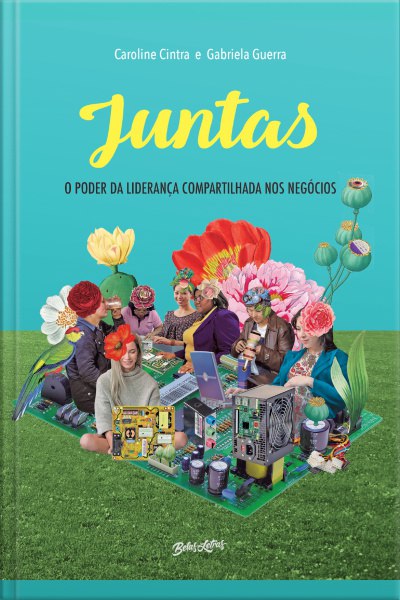 Caroline Cintra e Gabriela Guerra
Juntas
O PODER DA LIDERANÇA COMPARTILHADA NOS NEGÓCIOS
Belas Letras